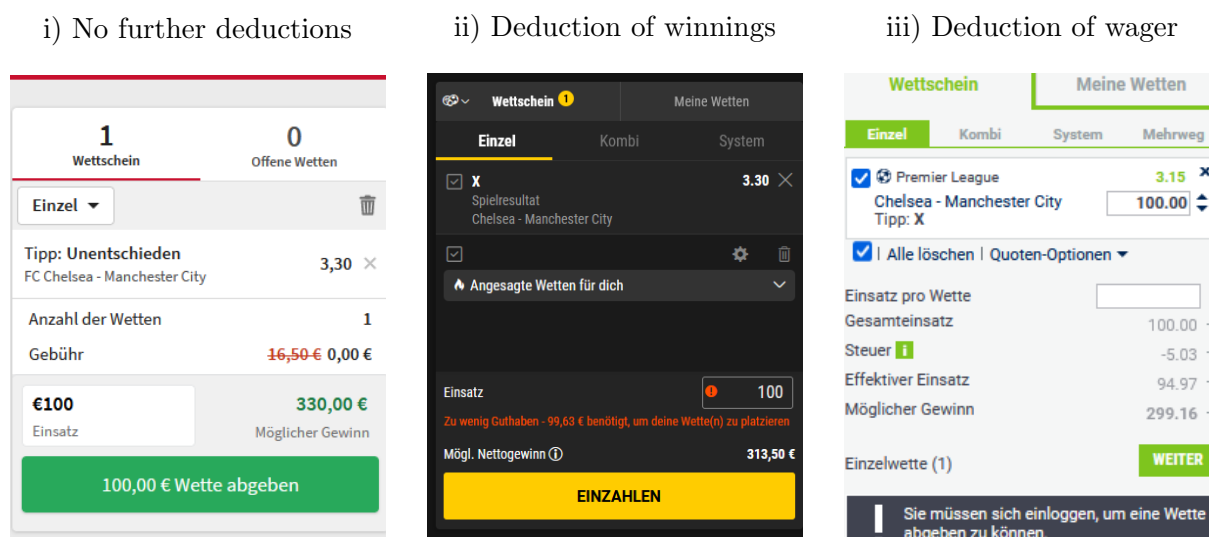 i) No further deductions
1
Wettschein
0
Offene Wetten
Einzel
Tipp: Unentschieden
FC Chelsea - Manchester City
3,30
Anzahl der Wetten
1
Gebühr
16,50 € 0,00 €
€100
Einsatz
330,00 €
Möglicher Gewinn
100,00 € Wette abgeben
ii) Deduction of winnings
Wettschein 1
Meine Wetten
Einzel
Kombi
System
X
3.30
Spielresultat
Chelsea - Manchester City
Angesagte Wetten für dich
Einsatz
100
Zu wenig Guthaben - 99,63 € benötigt, um deine Wette(n) zu platzieren
Mögl. Nettogewinn
313,50 €
EINZAHLEN
iii) Deduction of wager
Wettschein
Meine Wetten
Einzel
Kombi
System
Mehrweg
Premier League
3.15
Chelsea - Manchester City
100.00
Tipp: X
| Alle löschen | Quoten-Optionen
Einsatz pro Wette
Gesamteinsatz
100.00
Steuer i
-5.03
Effektiver Einsatz
94.97
Möglicher Gewinn
299.16
Einzelwette (1)
WEITER
Sie müssen sich einloggen, um eine Wette
abgeben zu können.